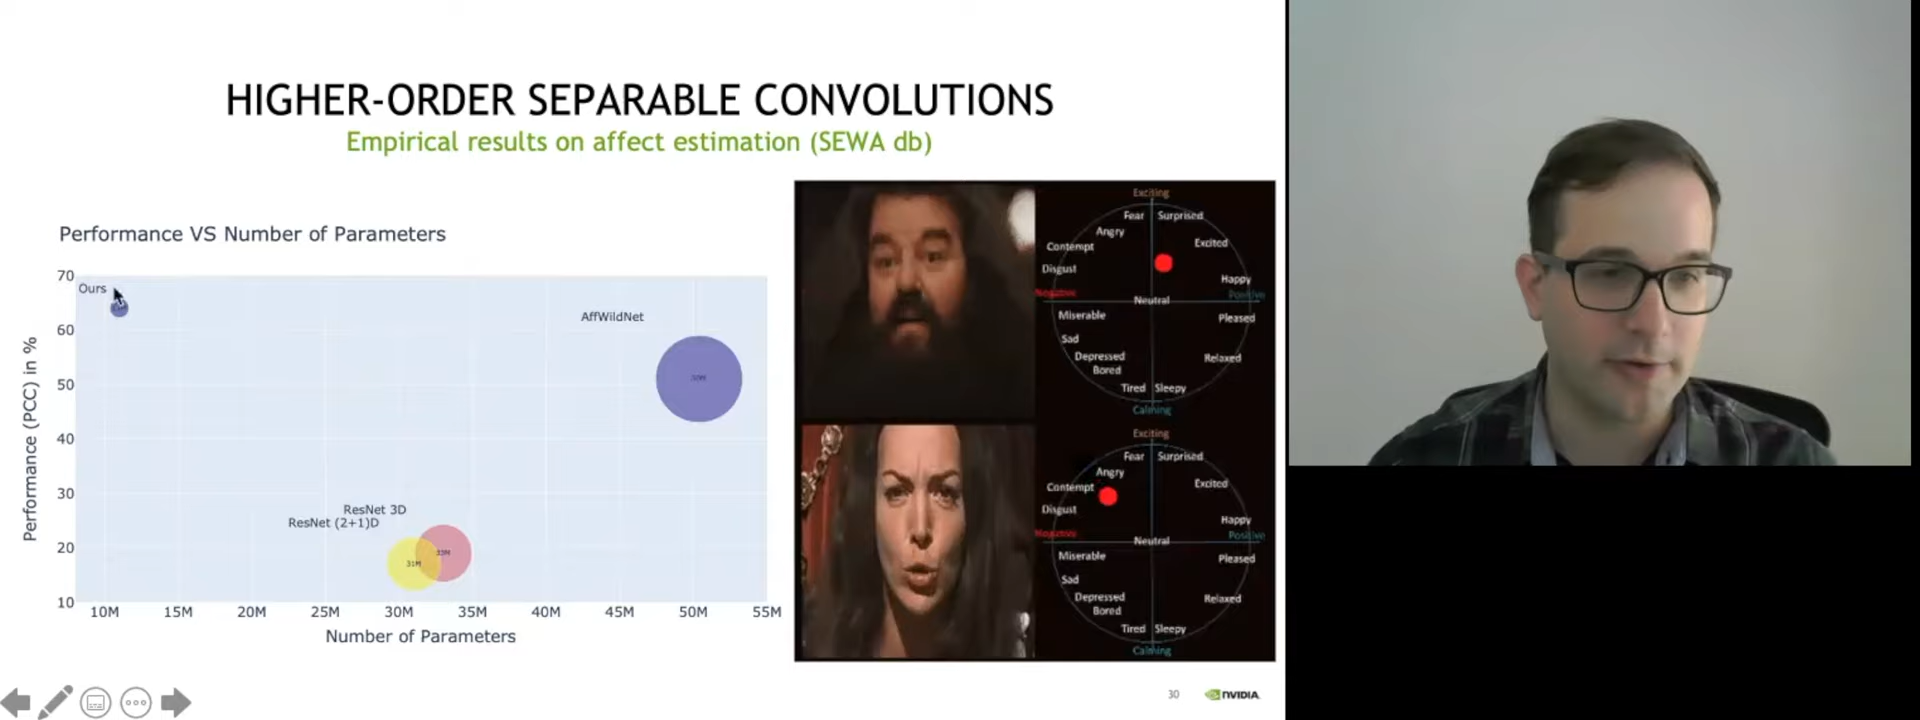 HIGHER-ORDER SEPARABLE CONVOLUTIONS
Empirical results on affect estimation (SEWA db)
Performance VS Number of Parameters
Performance (PCC) in %
70
60
50
40
30
20
10
Ours
AffWildNet
50M
ResNet 3D
ResNet (2+1)D
33M
31M
10M 15M 20M 25M 30M 35M 40M 45M 50M 55M
Number of Parameters
Exciting
Fear Surprised
Angry
Excited
Contempt
Disgust
Happy
Negative Positive
Neutral
Miserable Pleased
Sad
Depressed Relaxed
Bored
Tired Sleepy
Calming
Exciting
Fear Surprised
Angry
Contempt Excited
Disgust
Happy
Negative Positive
Neutral
Miserable Pleased
Sad
Depressed Relaxed
Bored
Tired Sleepy
Calming
30
NVIDIA